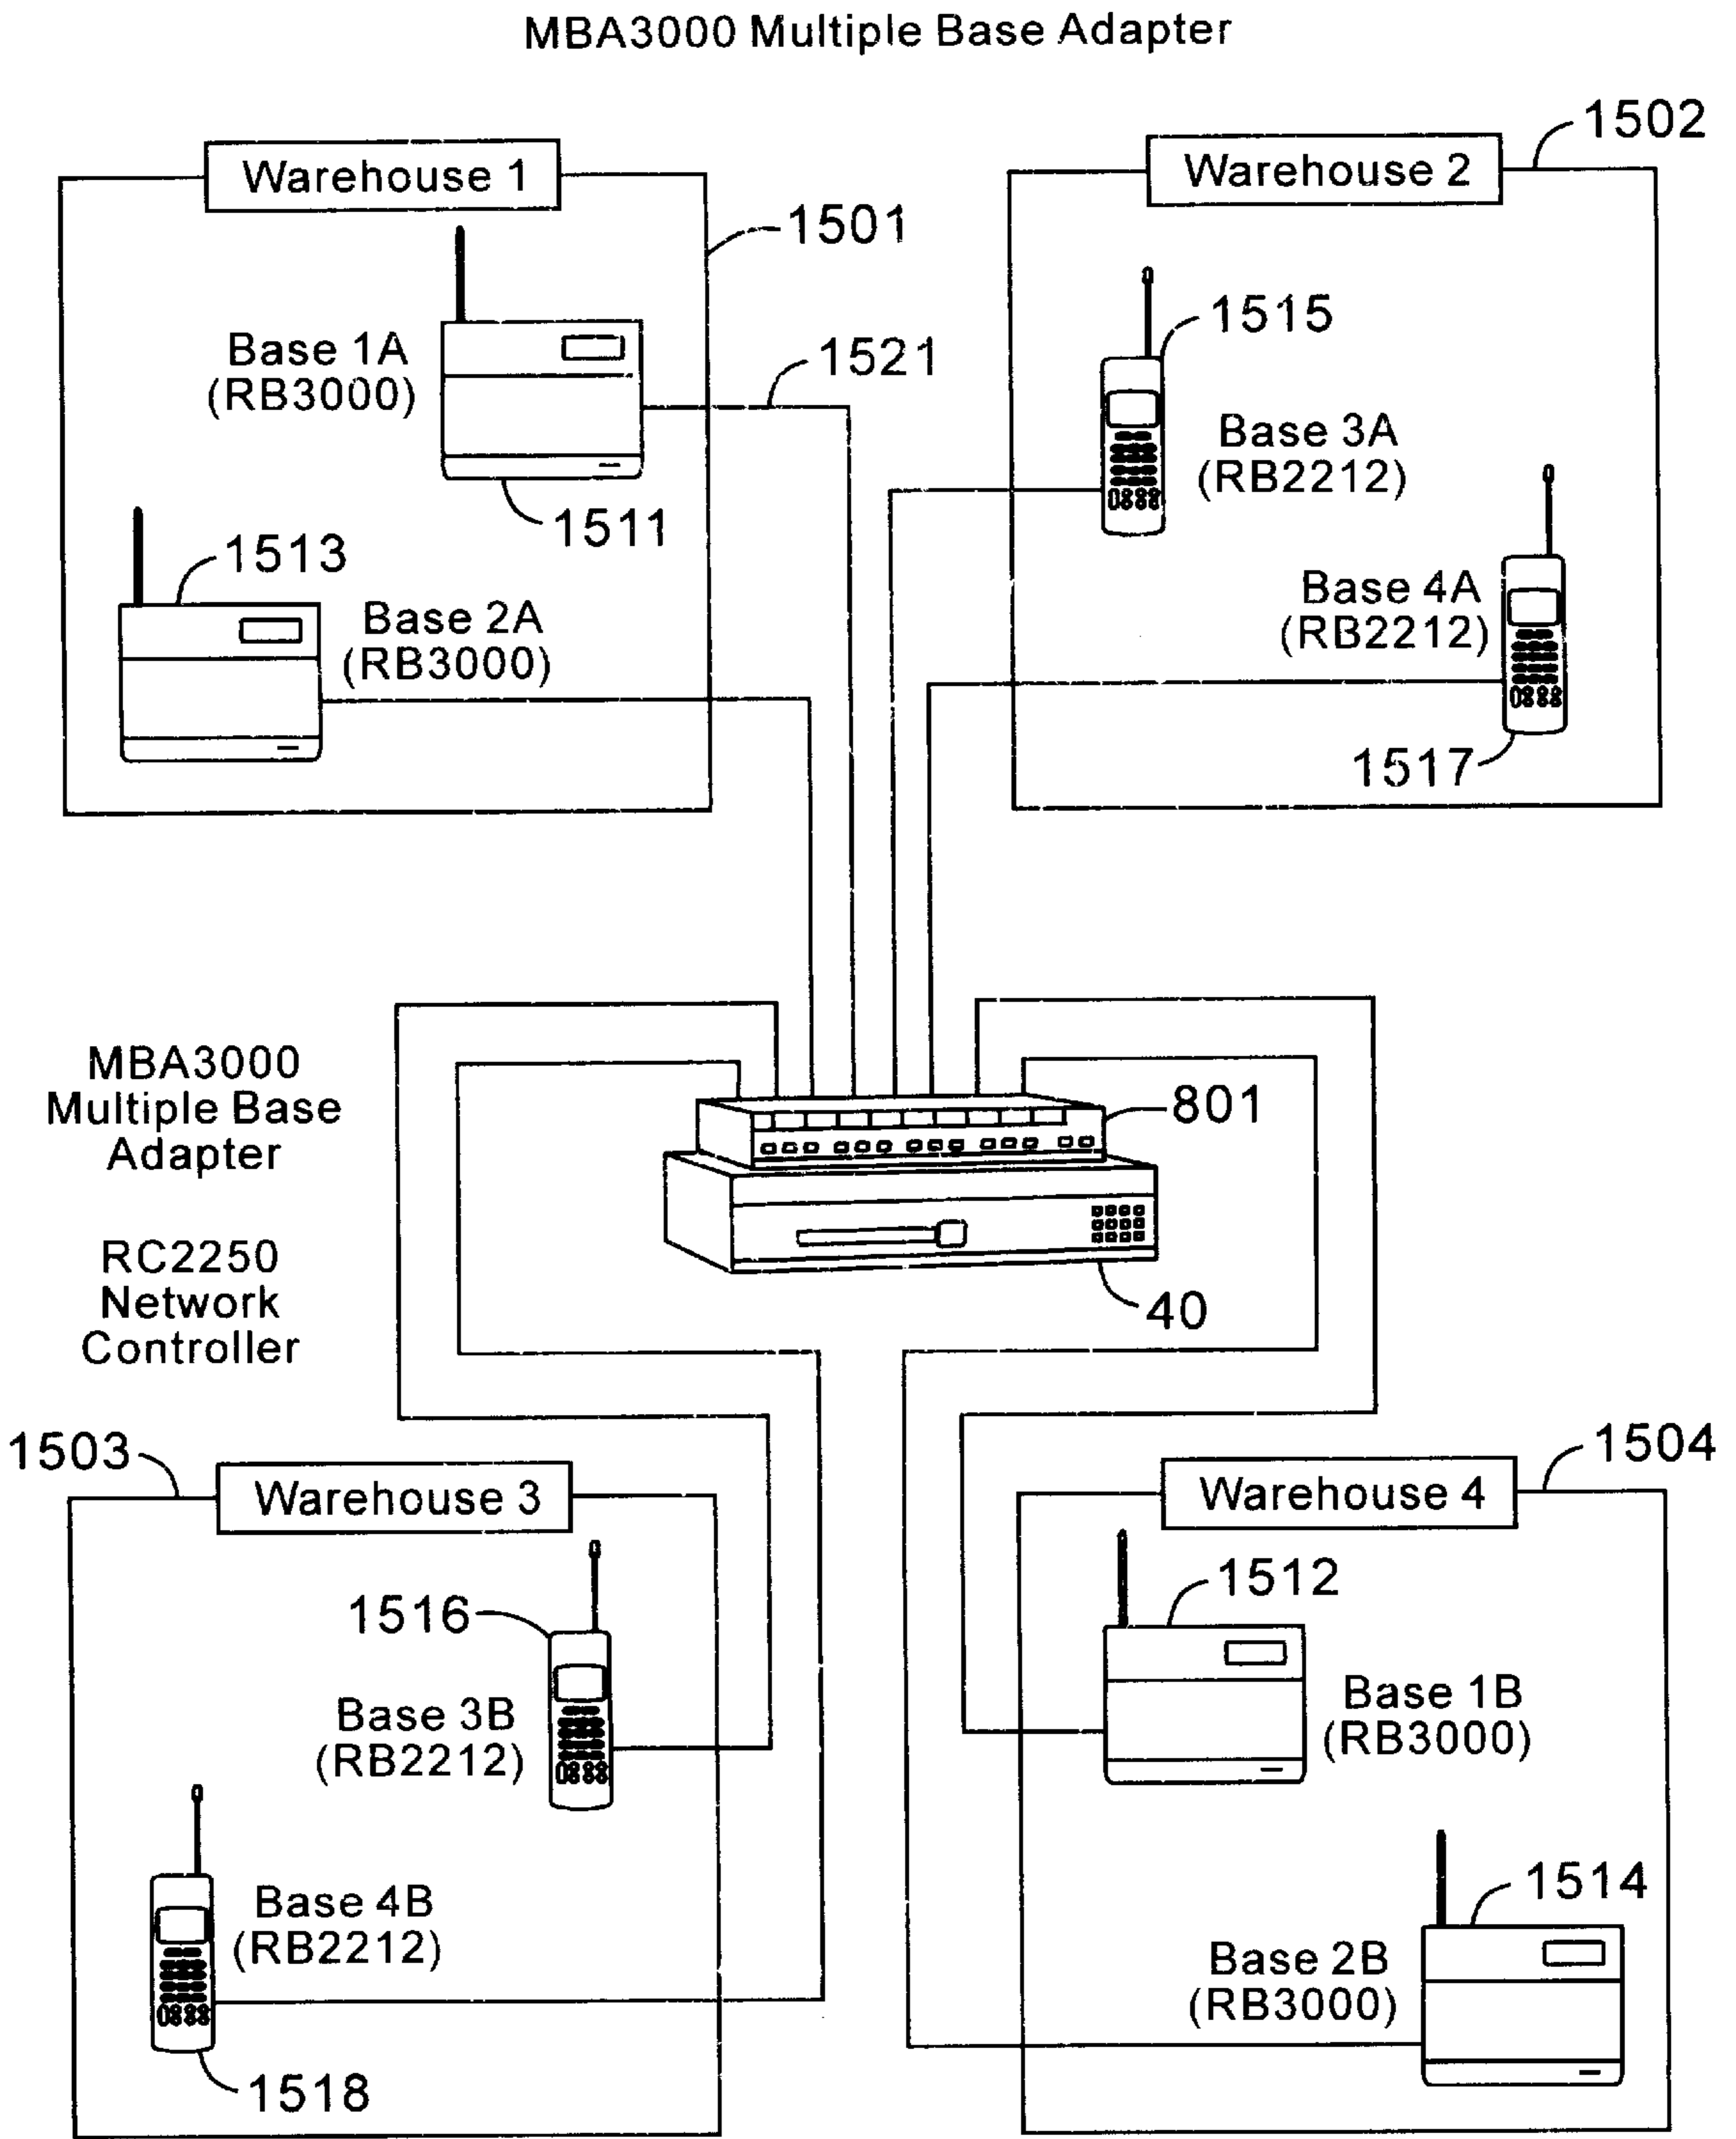 MBA3000 Multiple Base Adapter
1502
Warehouse 1
Warehouse 2
1501
1515
Base 1A
(RB3000)
1521
Base 3A
(RB2212)
1511
1513
Base 4A
(RB2212)
Base 2A
(RB3000)
1517
MBA3000
Multiple Base
Adapter
801
RC2250
Network
Controller
40
1503
1504
Warehouse 3
Warehouse 4
1512
1516
Base 1B
(RB3000)
Base 3B
(RB2212)
1514
Base 4B
(RB2212)
Base 2B
(RB3000)
1518